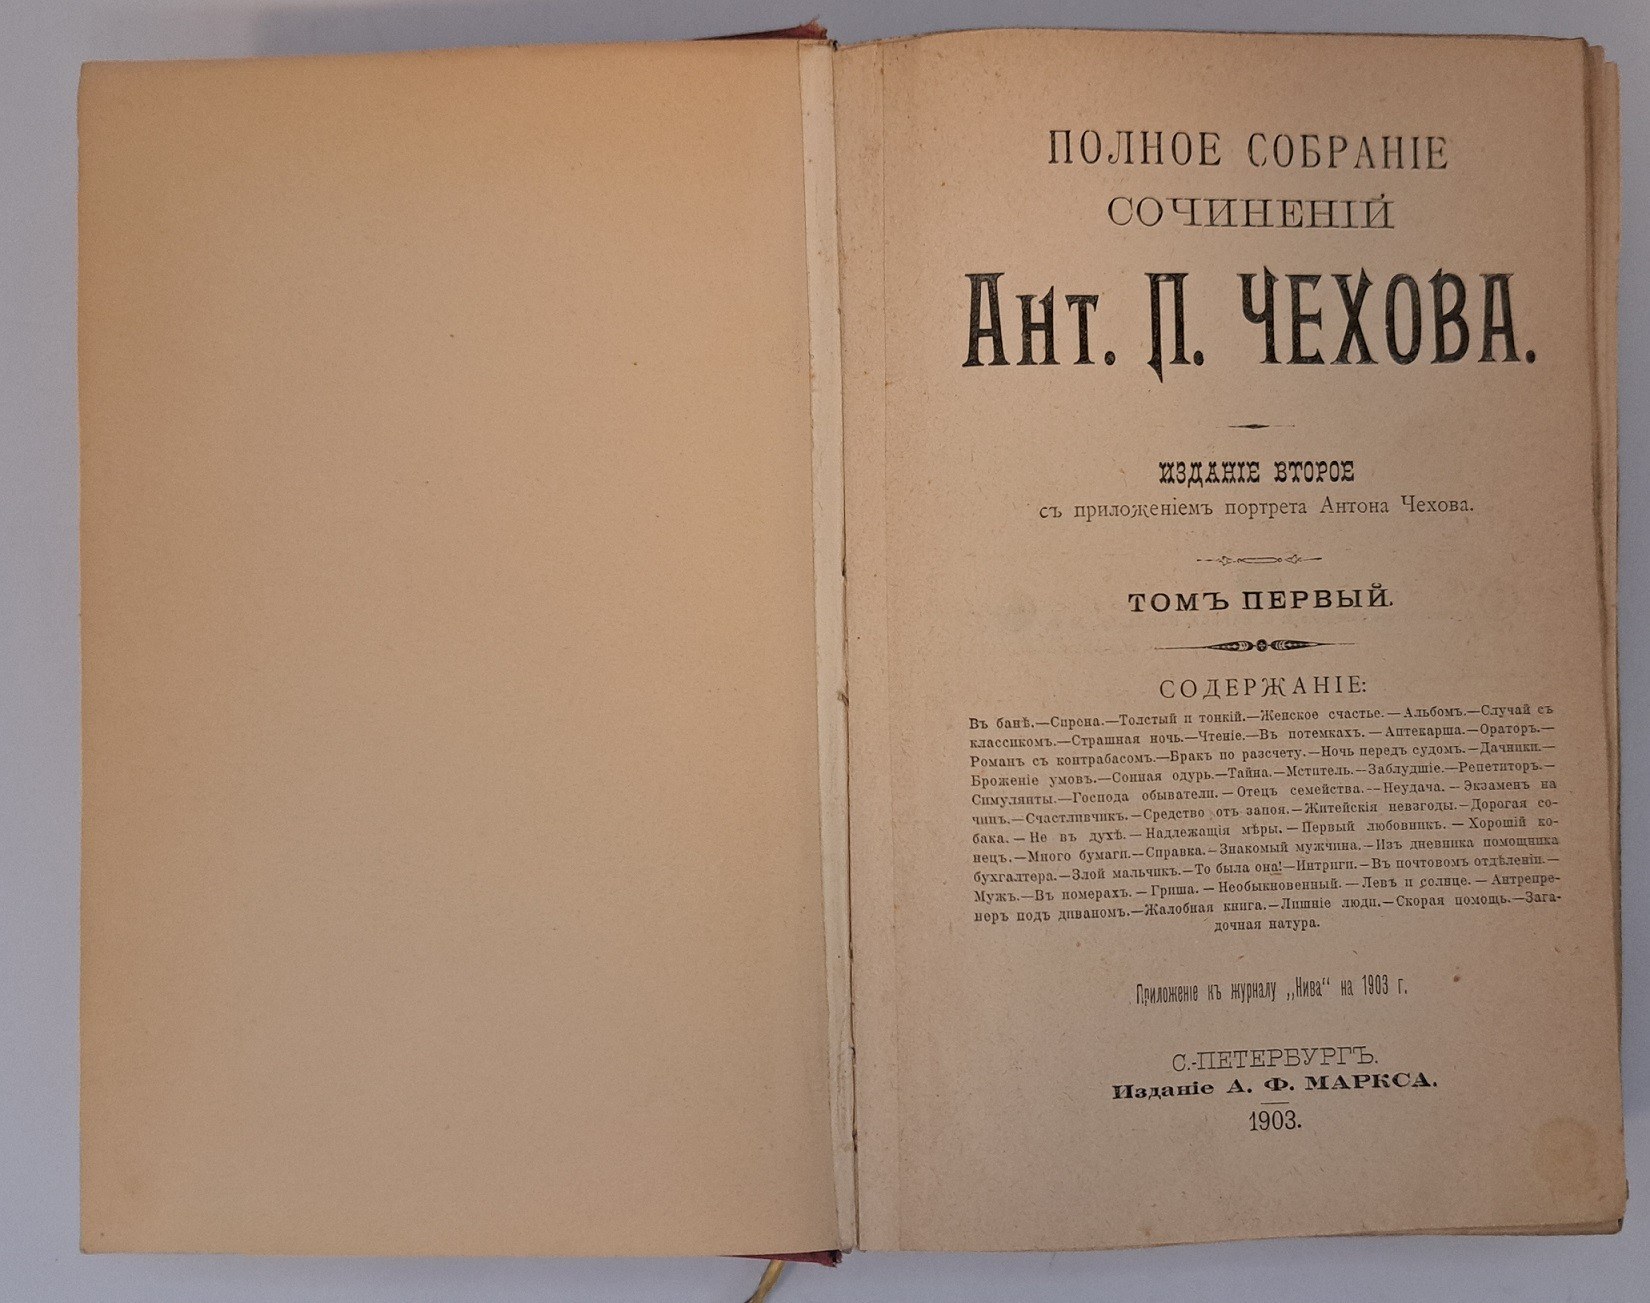 ПОЛНОЕ СОБРАНІЕ
СОЧИНЕНІЙ
АНТ. П. ЧЕХОВА.
ИЗДАНІЕ ВТОРОЕ
съ приложеніемъ портрета Антона Чехова.
ТОМЪ ПЕРВЫЙ.
СОДЕРЖАНІЕ:
Въ банѣ.—Сирена.—Толстый и тонкій.—Женское счастье.—Альбомъ.—Случай съ
классикомъ.—Страшная ночь.—Чтеніе.—Въ потемкахъ.—Аптекарша.—Ораторъ.—
Романъ съ контрабасомъ.—Бракъ по разсчету.—Ночь передъ судомъ.—Дачники.—
Броженіе умовъ.—Сонная одурь.—Тайна.—Мститель.—Заблудшіе.—Репетиторъ.—
Симулянты.—Господа обыватели.—Отецъ семейства.—Неудача.—Экзаменъ на
чинъ.—Счастливчикъ.—Средство отъ запоя.—Житейскія невзгоды.—Дорогая со-
бака.—Не въ духѣ.—Надлежащія мѣры.—Первый любовникъ.—Хорошій ко-
нецъ.—Много бумаги.—Справка.—Знакомый мужчина.—Изъ дневника помощника
бухгалтера.—Злой мальчикъ.—То была она!—Интриги.—Въ почтовомъ отдѣленіи.—
Мужъ.—Въ номерахъ.—Гриша.—Необыкновенный.—Левъ и солнце.—Антрепре-
неръ подъ диваномъ.—Жалобная книга.—Лишніе люди.—Скорая помощь.—Зага-
дочная натура.
Приложеніе къ журналу „Нива“ на 1903 г.
С.-ПЕТЕРБУРГЪ.
Изданіе А. Ф. МАРКСА.
1903.